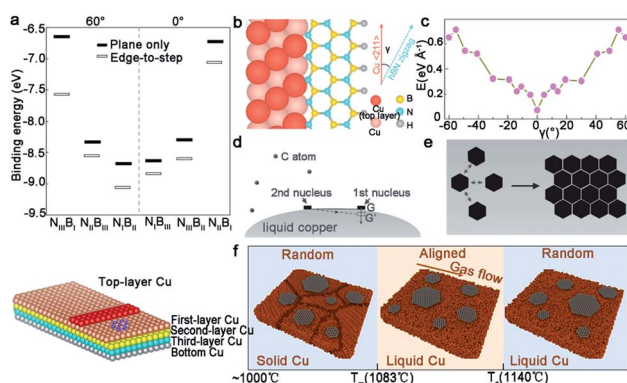 a
60°
0°
-6.5
-7.0
-7.5
-8.0
-8.5
-9.0
-9.5
Binding energy (eV)
Plane only
Edge-to-step
N_III B_I
N_II B_III
N_I B_II
N_I B_III
N_III B_II
N_II B_I
b
Cu <211>
γ
hBN zigzag
Cu
(top layer)
Cu
B
N
H
c
E(eV Å⁻¹)
0.6
0.4
0.2
-60 -40 -20 0 20 40 60
γ(°)
d
C atom
2nd nucleus
1st nucleus
G
G'
liquid copper
e
Top-layer Cu
First-layer Cu
Second-layer Cu
Third-layer Cu
Bottom Cu
f
Random
Aligned
Random
Gas flow
Solid Cu
Liquid Cu
Liquid Cu
~1000℃
(1083℃)
(1140℃)